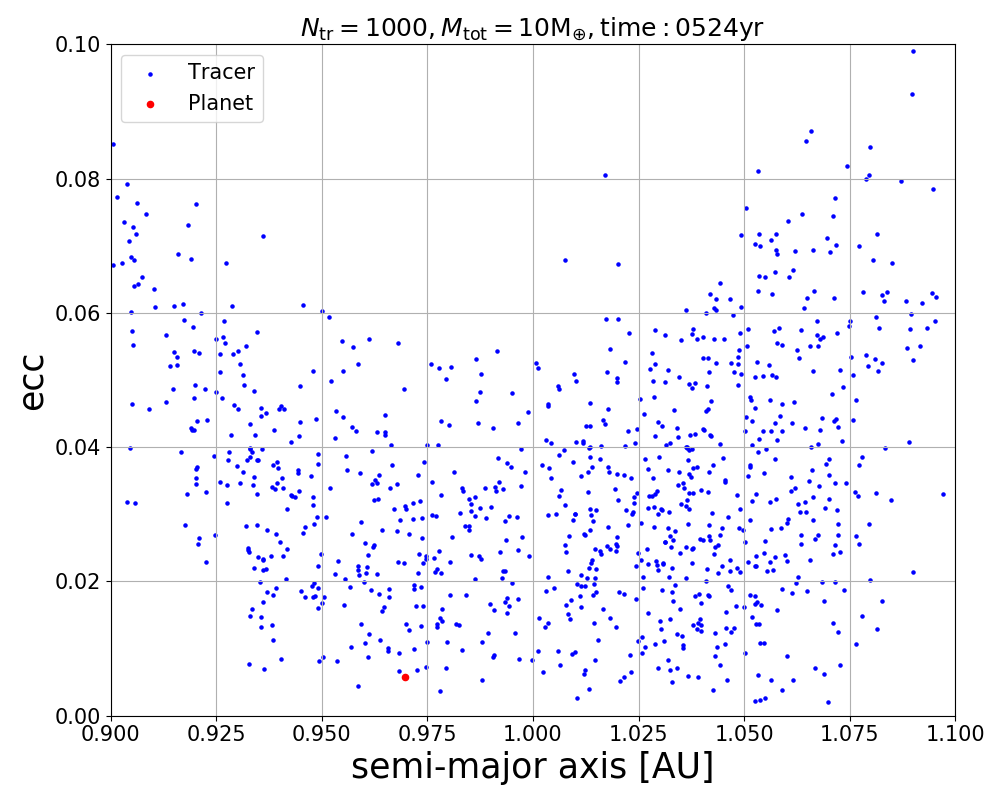 N_tr = 1000, M_tot = 10M_⊕, time : 0524yr
Tracer
Planet
ecc
0.10
0.08
0.06
0.04
0.02
0.00
0.900 0.925 0.950 0.975 1.000 1.025 1.050 1.075 1.100
semi-major axis [AU]